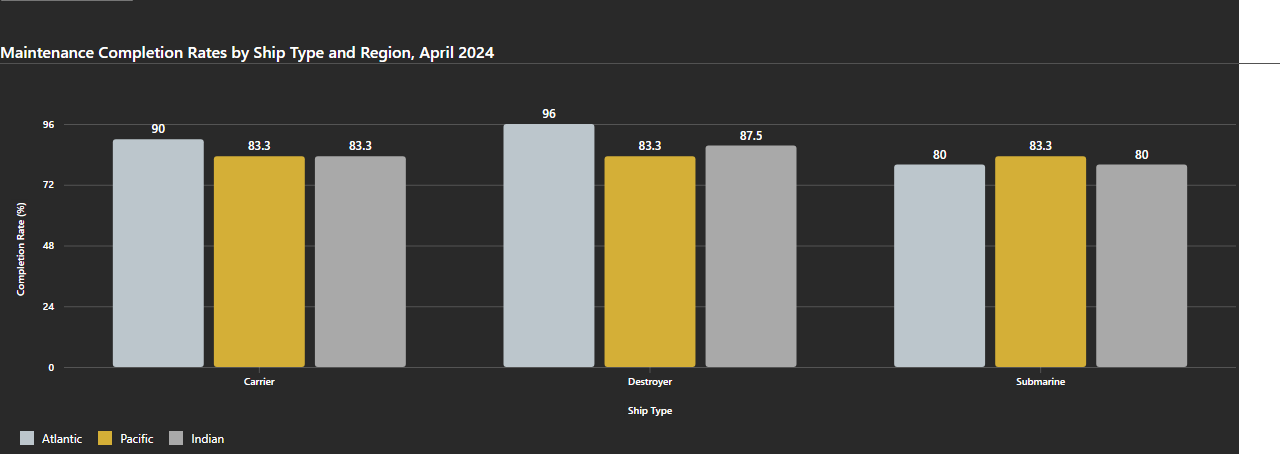 Maintenance Completion Rates by Ship Type and Region, April 2024
96
72
48
24
0
Completion Rate (%)
90
83.3
83.3
96
83.3
87.5
80
83.3
80
Carrier
Destroyer
Submarine
Ship Type
Atlantic
Pacific
Indian